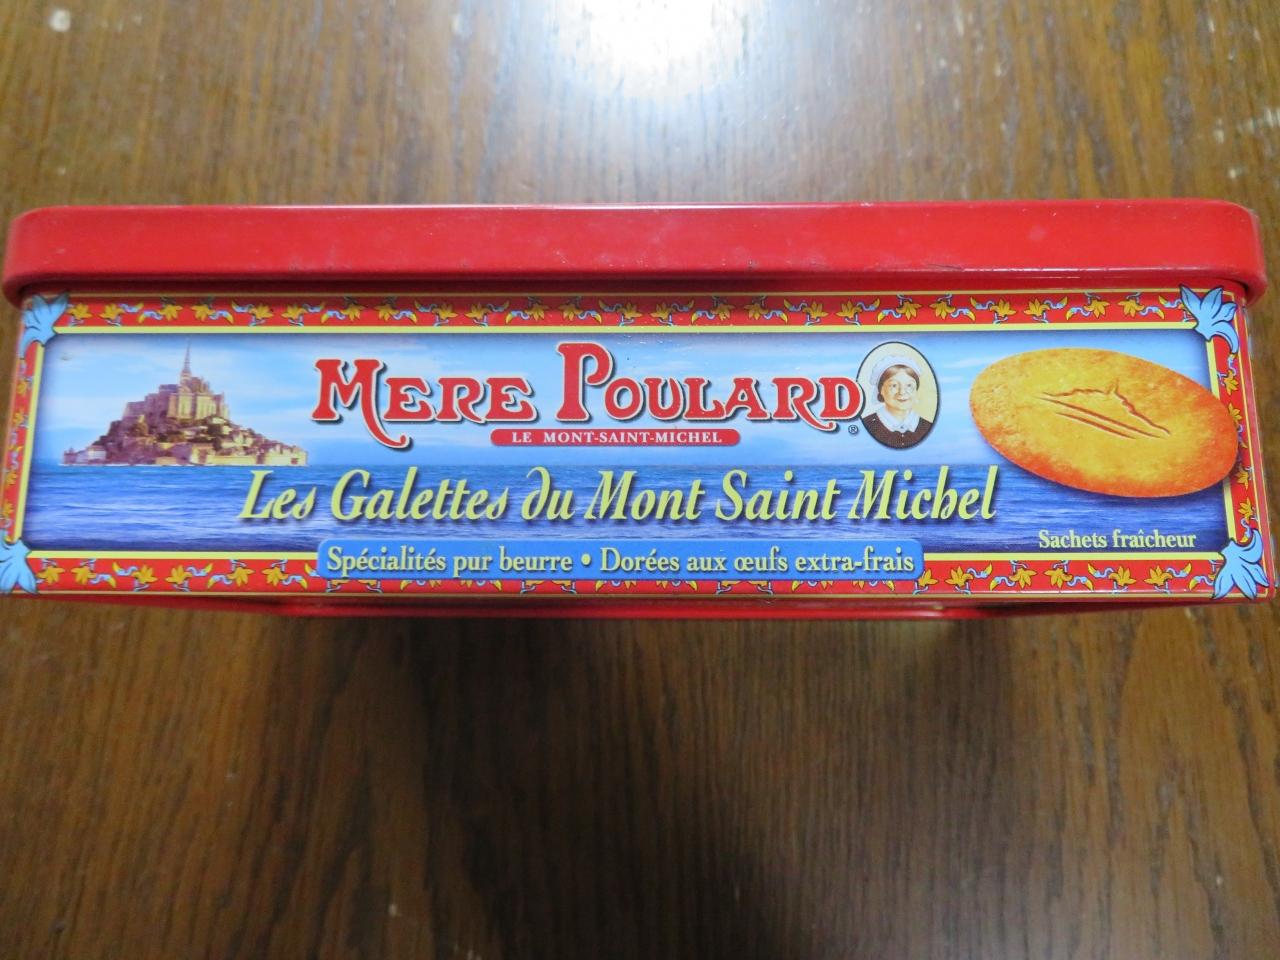 MERE POULARD®
LE MONT-SAINT-MICHEL
Les Galettes du Mont Saint Michel
Sachets fraîcheur
Spécialités pur beurre • Dorées aux œufs extra-frais